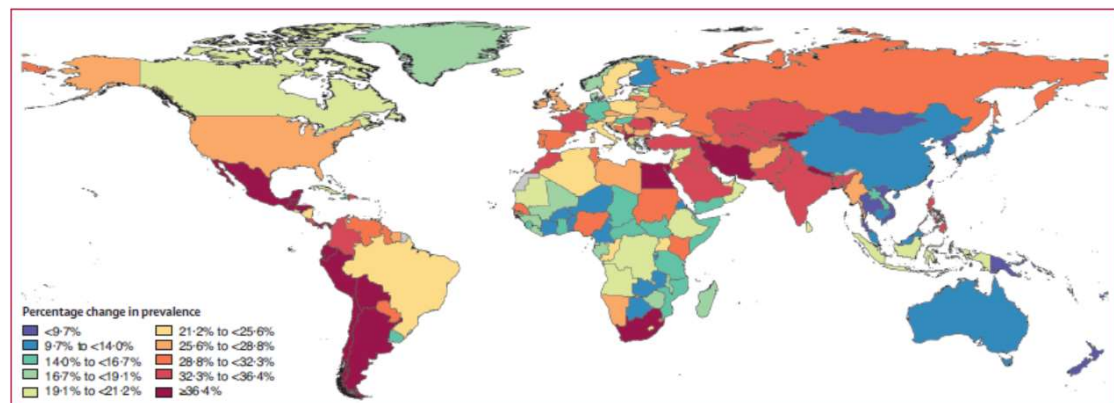 Percentage change in prevalence
<9·7%
9·7% to <14·0%
14·0% to <16·7%
16·7% to <19·1%
19·1% to <21·2%
21·2% to <25·6%
25·6% to <28·8%
28·8% to <32·3%
32·3% to <36·4%
≥36·4%